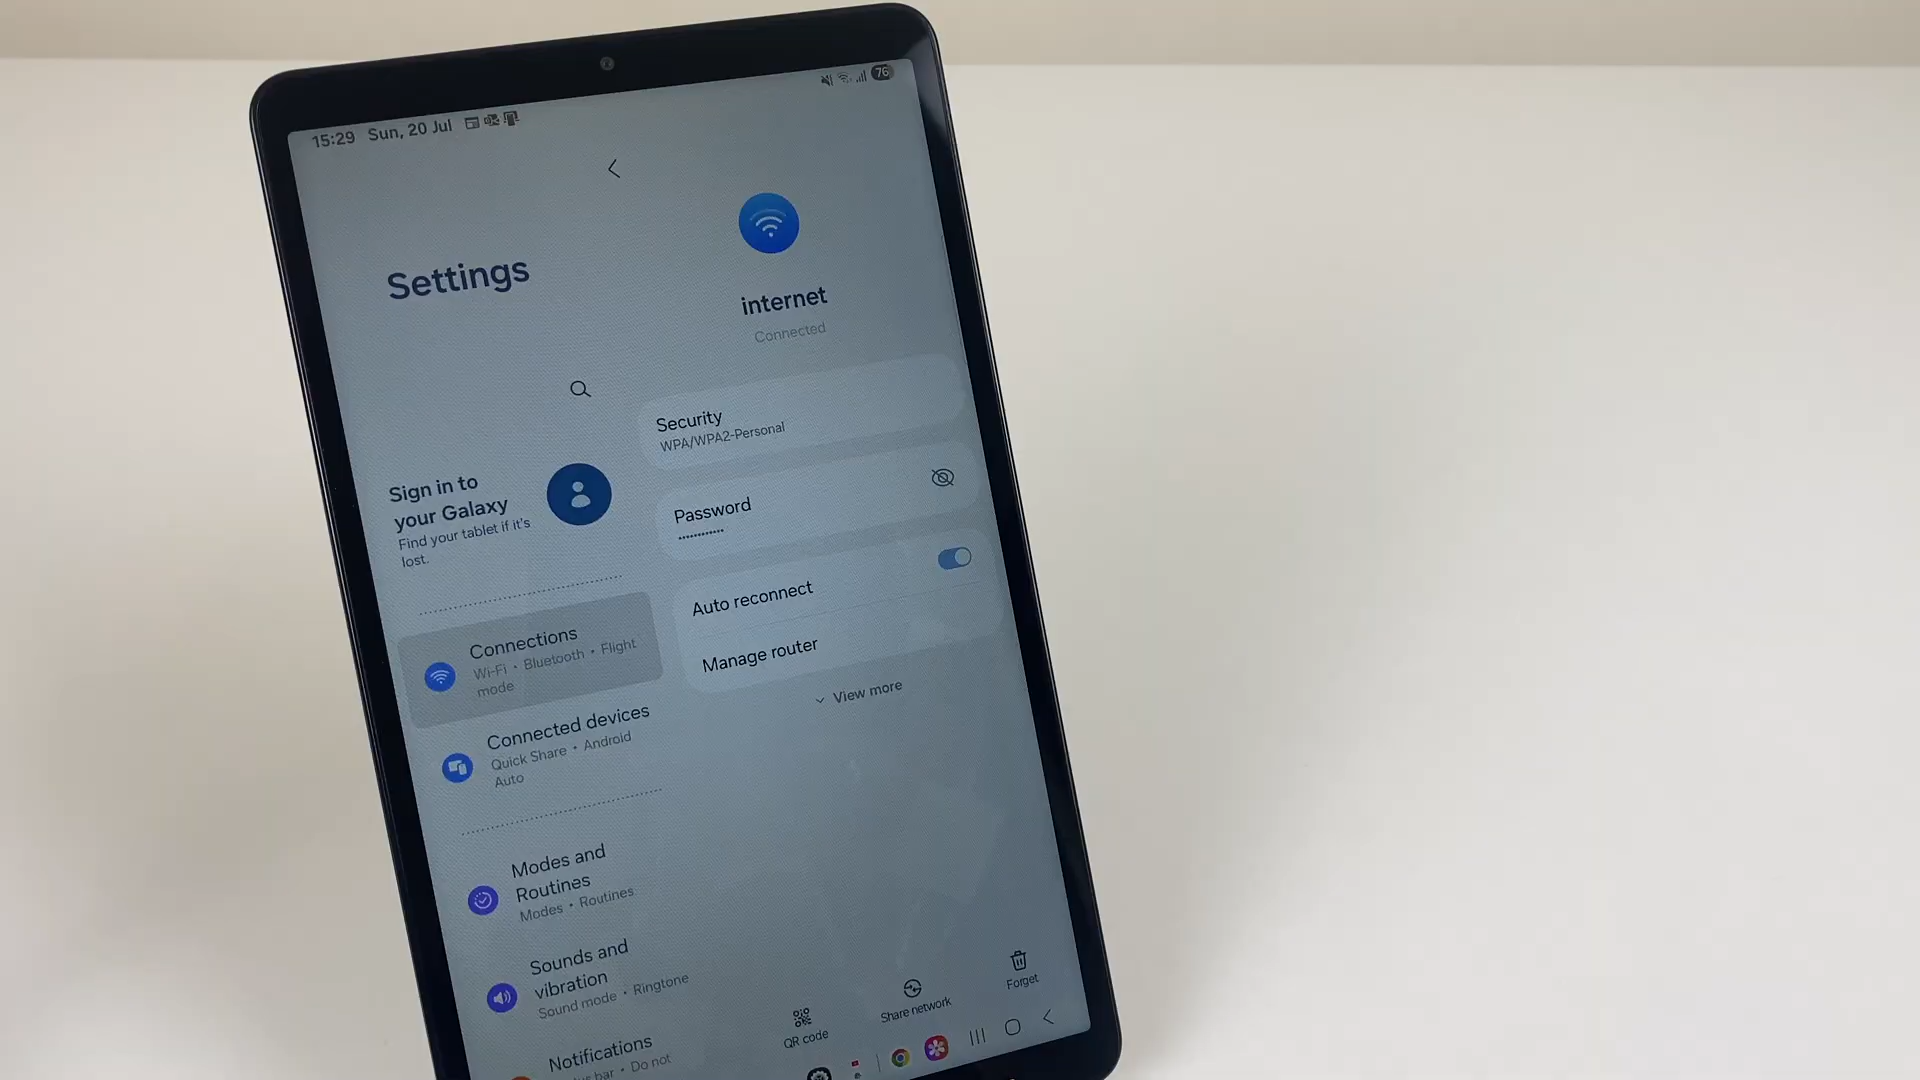 15:29 Sun, 20 Jul
76
Settings
Sign in to
your Galaxy
Find your tablet if it's
lost.
Connections
Wi-Fi • Bluetooth • Flight
mode
Connected devices
Quick Share • Android
Auto
Modes and
Routines
Modes • Routines
Sounds and
vibration
Sound mode • Ringtone
Notifications
bar • Do not
internet
Connected
Security
WPA/WPA2-Personal
Password
••••••••••••
Auto reconnect
Manage router
View more
QR code
Share network
Forget